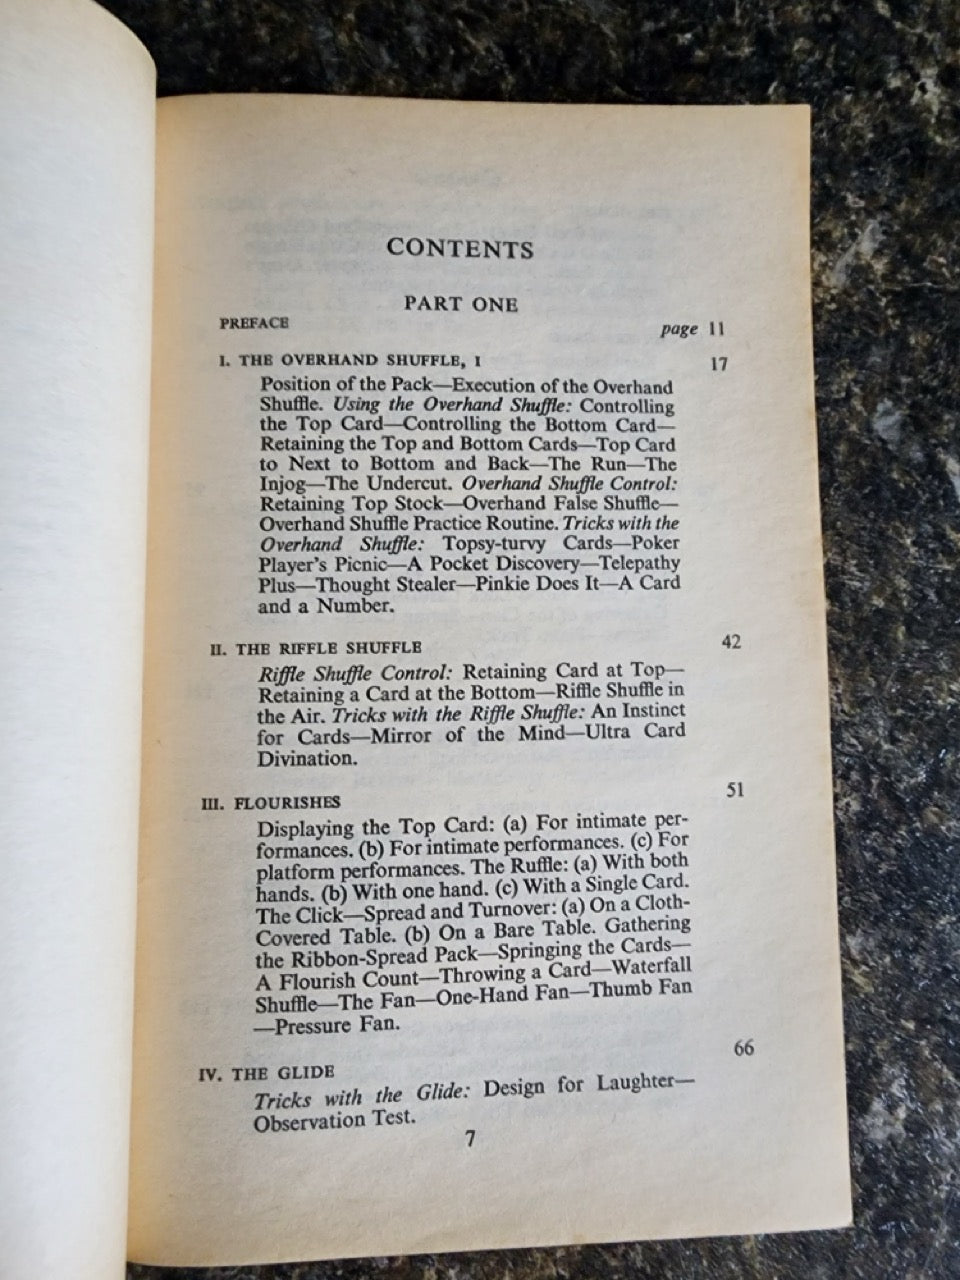 CONTENTS
PART ONE
PREFACE page 11
I. THE OVERHAND SHUFFLE, I 17
Position of the Pack—Execution of the Overhand
Shuffle. Using the Overhand Shuffle: Controlling
the Top Card—Controlling the Bottom Card—
Retaining the Top and Bottom Cards—Top Card
to Next to Bottom and Back—The Run—The
Injog—The Undercut. Overhand Shuffle Control:
Retaining Top Stock—Overhand False Shuffle—
Overhand Shuffle Practice Routine. Tricks with the
Overhand Shuffle: Topsy-turvy Cards—Poker
Player's Picnic—A Pocket Discovery—Telepathy
Plus—Thought Stealer—Pinkie Does It—A Card
and a Number.
II. THE RIFFLE SHUFFLE 42
Riffle Shuffle Control: Retaining Card at Top—
Retaining a Card at the Bottom—Riffle Shuffle in
the Air. Tricks with the Riffle Shuffle: An Instinct
for Cards—Mirror of the Mind—Ultra Card
Divination.
III. FLOURISHES 51
Displaying the Top Card: (a) For intimate per-
formances. (b) For intimate performances. (c) For
platform performances. The Ruffle: (a) With both
hands. (b) With one hand. (c) With a Single Card.
The Click—Spread and Turnover: (a) On a Cloth-
Covered Table. (b) On a Bare Table. Gathering
the Ribbon-Spread Pack—Springing the Cards—
A Flourish Count—Throwing a Card—Waterfall
Shuffle—The Fan—One-Hand Fan—Thumb Fan
—Pressure Fan.
IV. THE GLIDE 66
Tricks with the Glide: Design for Laughter—
Observation Test.
7